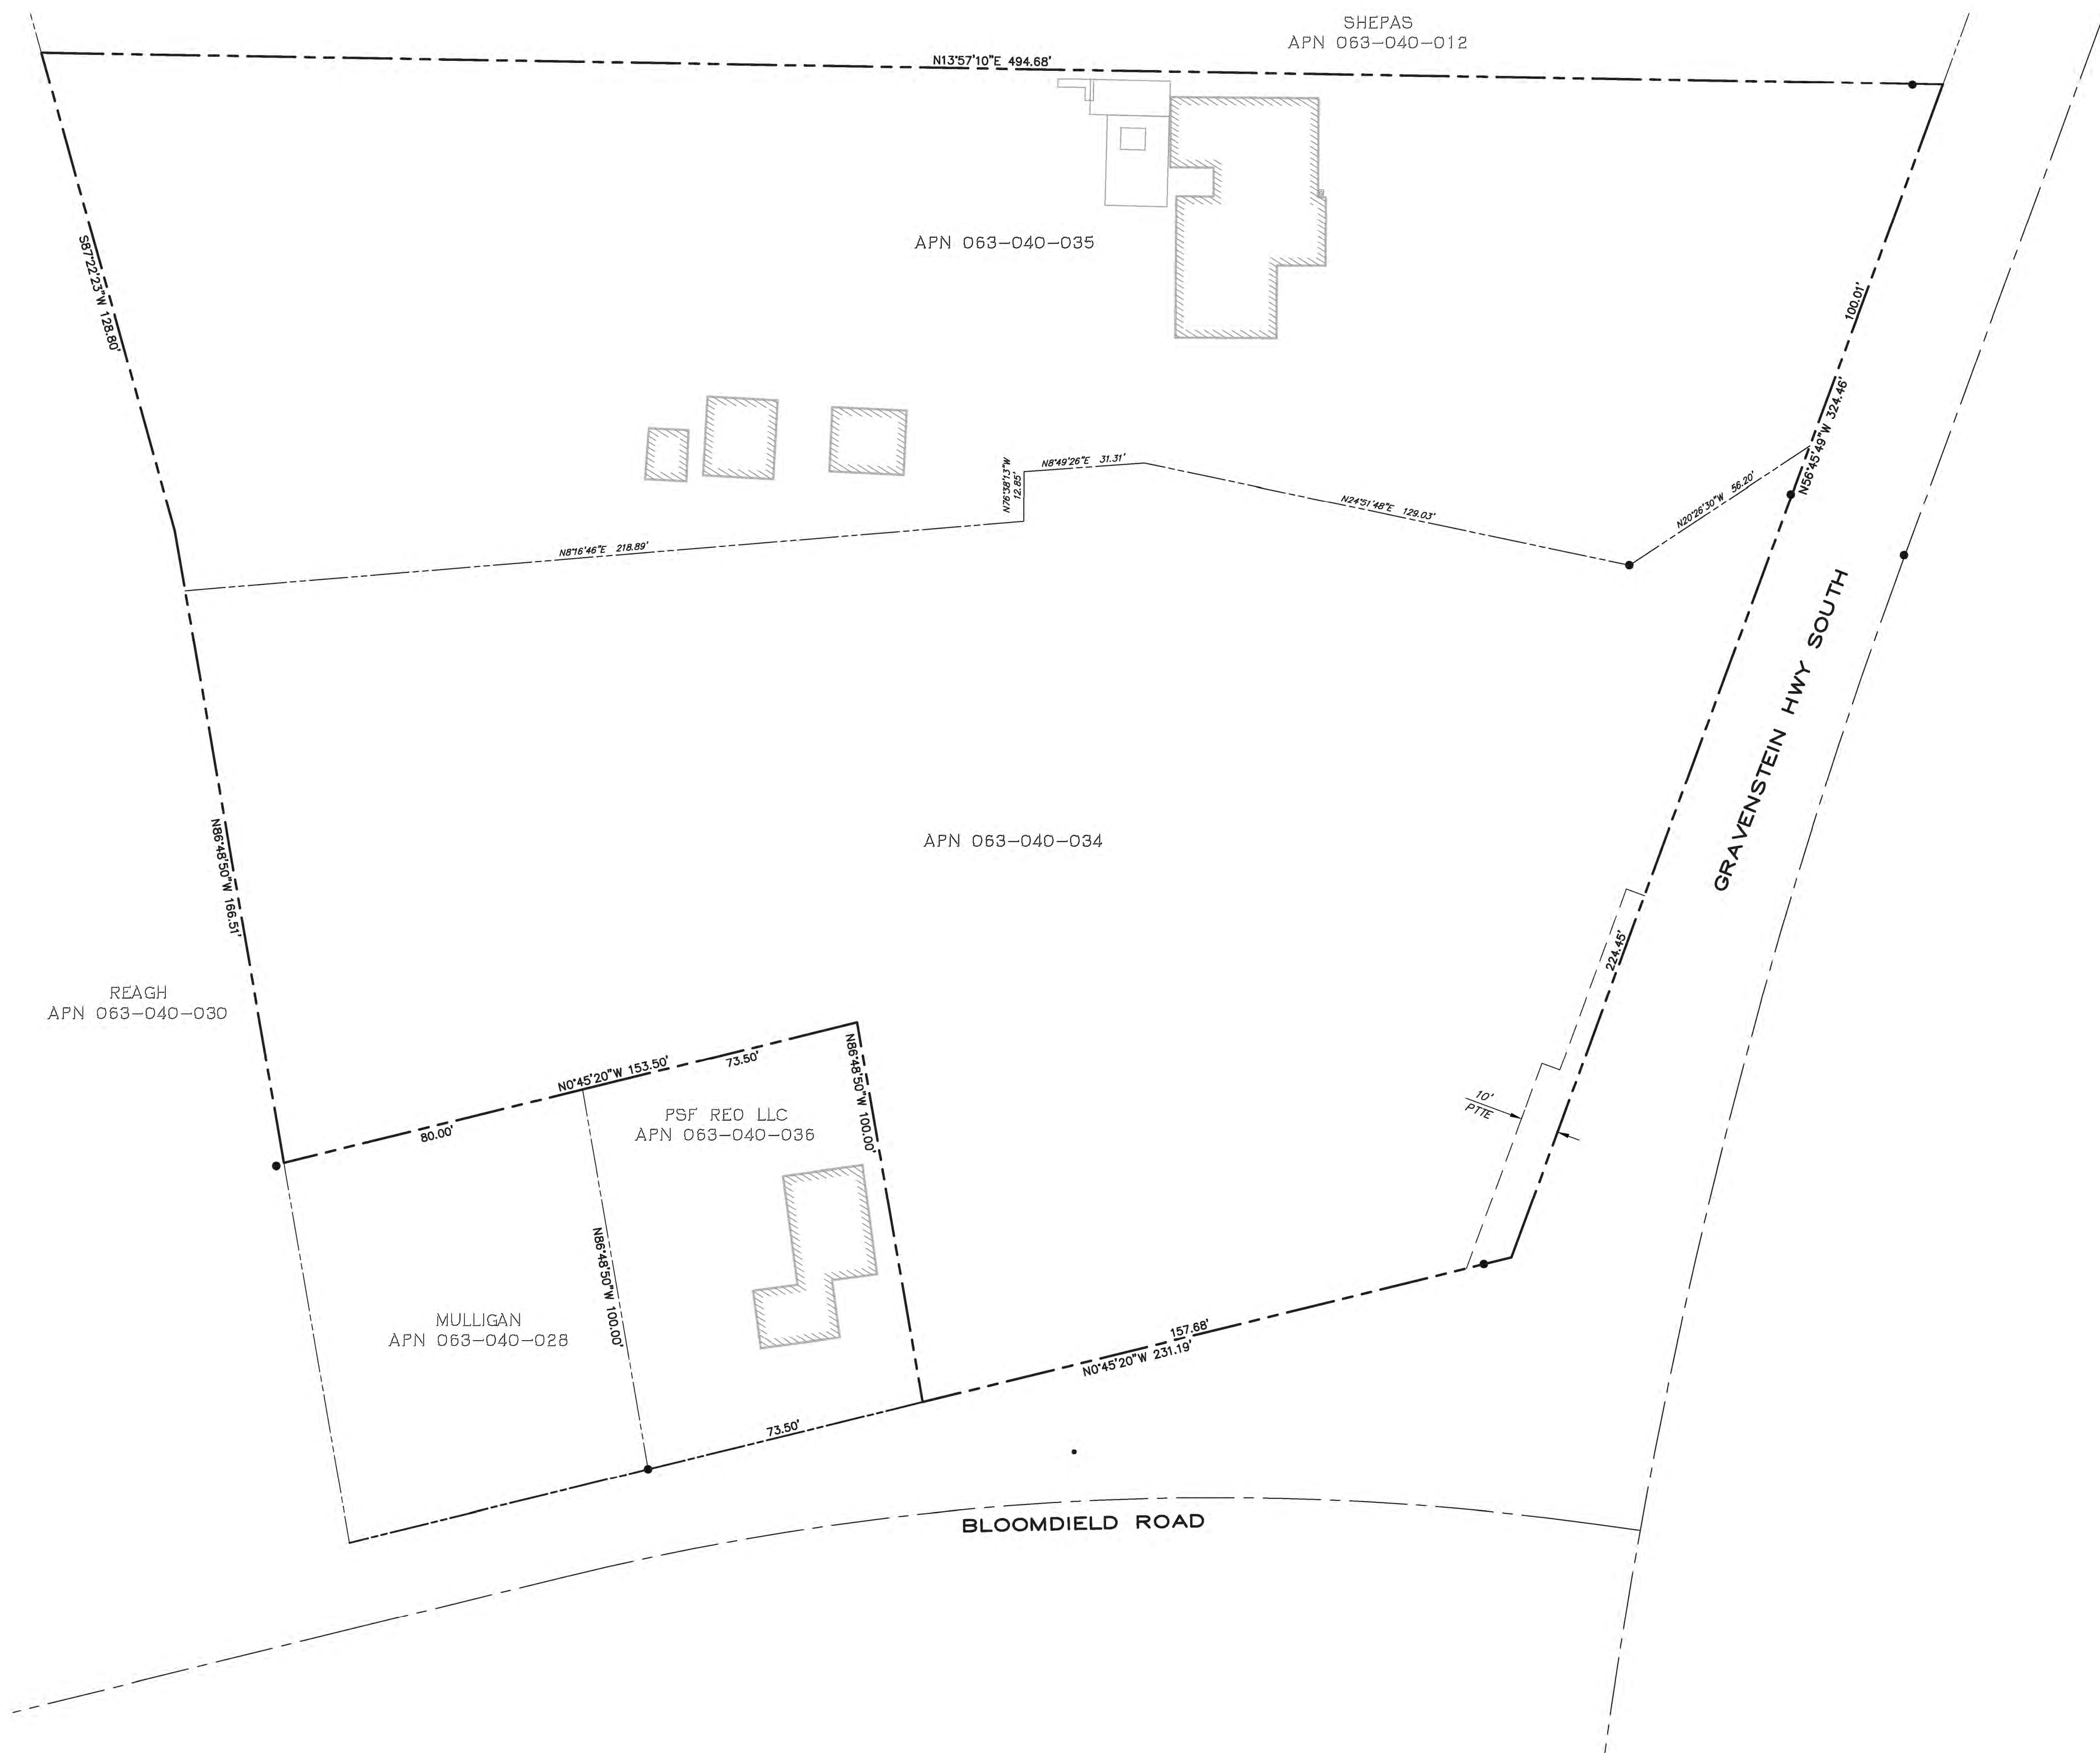 SHEPAS
APN 063-040-012
N13°57'10"E 494.68'
S87°22'23"W 128.80'
APN 063-040-035
100.01'
N56°45'49"W 324.46'
N76°38'13"W
12.85'
N8°49'26"E 31.31'
N24°51'48"E 129.03'
N20°26'30"W 56.20'
N8°16'46"E 218.89'
GRAVENSTEIN HWY SOUTH
N86°48'50"W 166.51'
APN 063-040-034
224.45'
REAGH
APN 063-040-030
N0°45'20"W 153.50'
73.50'
80.00'
N86°48'50"W 100.00'
PSF REO LLC
APN 063-040-036
10'
PTTE
N86°48'50"W 100.00'
MULLIGAN
APN 063-040-028
157.68'
N0°45'20"W 231.19'
73.50'
BLOOMDIELD ROAD